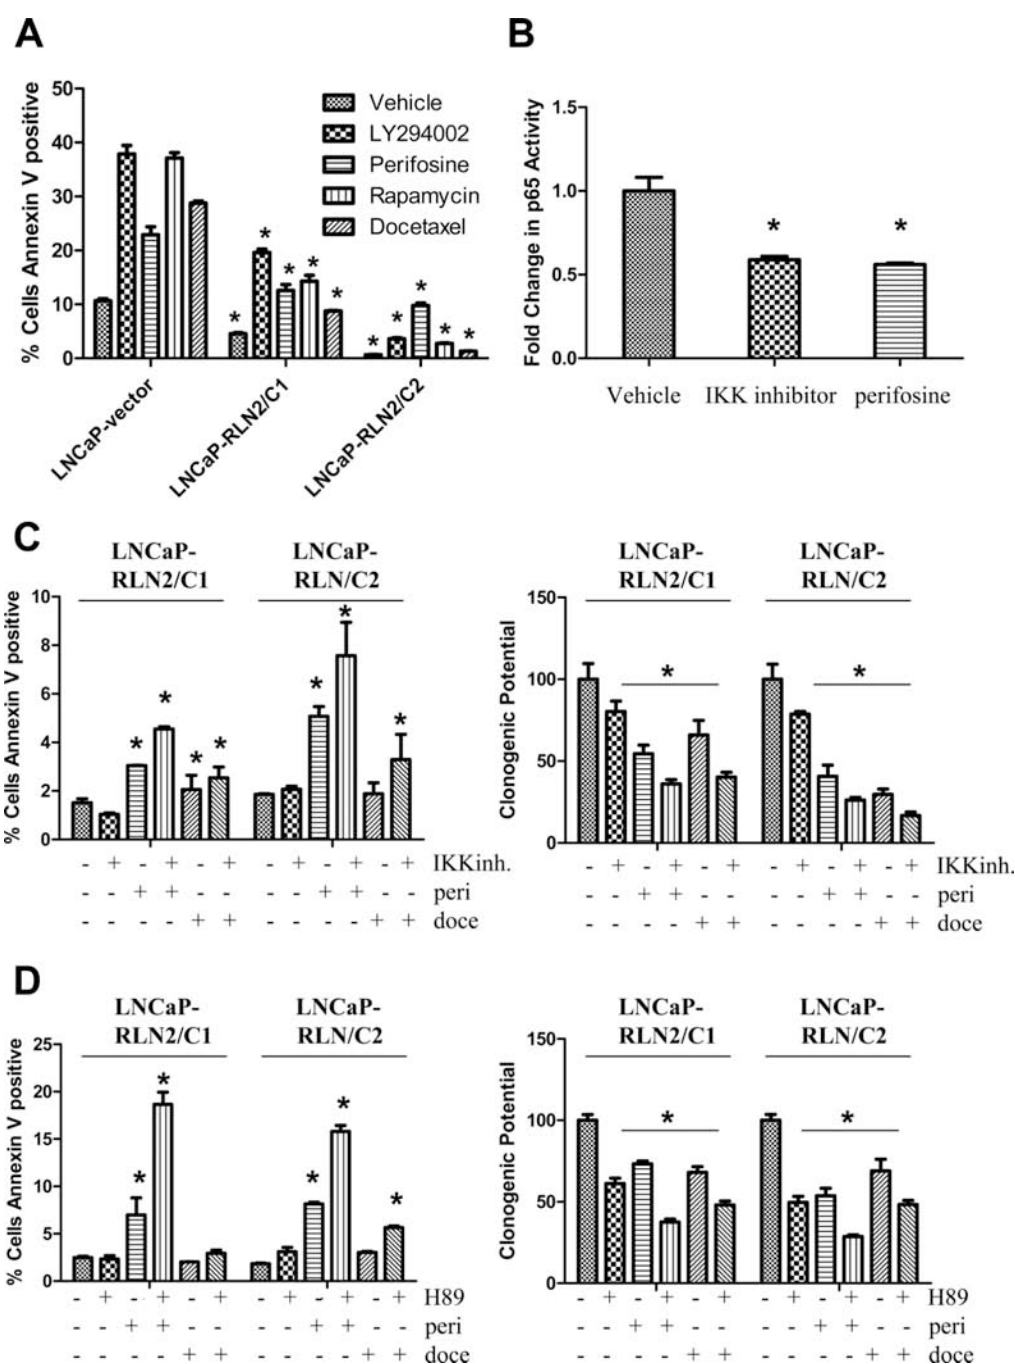 A
% Cells Annexin V positive
50
40
30
20
10
0
Vehicle
LY294002
Perifosine
Rapamycin
Docetaxel
* * * * *
* * * * *
LNCaP-vector
LNCaP-RLN2/C1
LNCaP-RLN2/C2
B
Fold Change in p65 Activity
1.5
1.0
0.5
0.0
* *
Vehicle IKK inhibitor perifosine
C
LNCaP-
RLN2/C1
LNCaP-
RLN/C2
% Cells Annexin V positive
10
8
6
4
2
0
* * * *
* * *
- + - + - + - + - + - + IKKinh.
- - + + - - - - + + - - peri
- - - - + + - - - - + + doce
LNCaP-
RLN2/C1
LNCaP-
RLN/C2
Clonogenic Potential
150
100
50
0
* *
- + - + - + - + - + - + IKKinh.
- - + + - - - - + + - - peri
- - - - + + - - - - + + doce
D
LNCaP-
RLN2/C1
LNCaP-
RLN/C2
% Cells Annexin V positive
25
20
15
10
5
0
* *
* * *
- + - + - + - + - + - + H89
- - + + - - - - + + - - peri
- - - - + + - - - - + + doce
LNCaP-
RLN2/C1
LNCaP-
RLN/C2
Clonogenic Potential
150
100
50
0
* *
- + - + - + - + - + - + H89
- - + + - - - - + + - - peri
- - - - + + - - - - + + doce